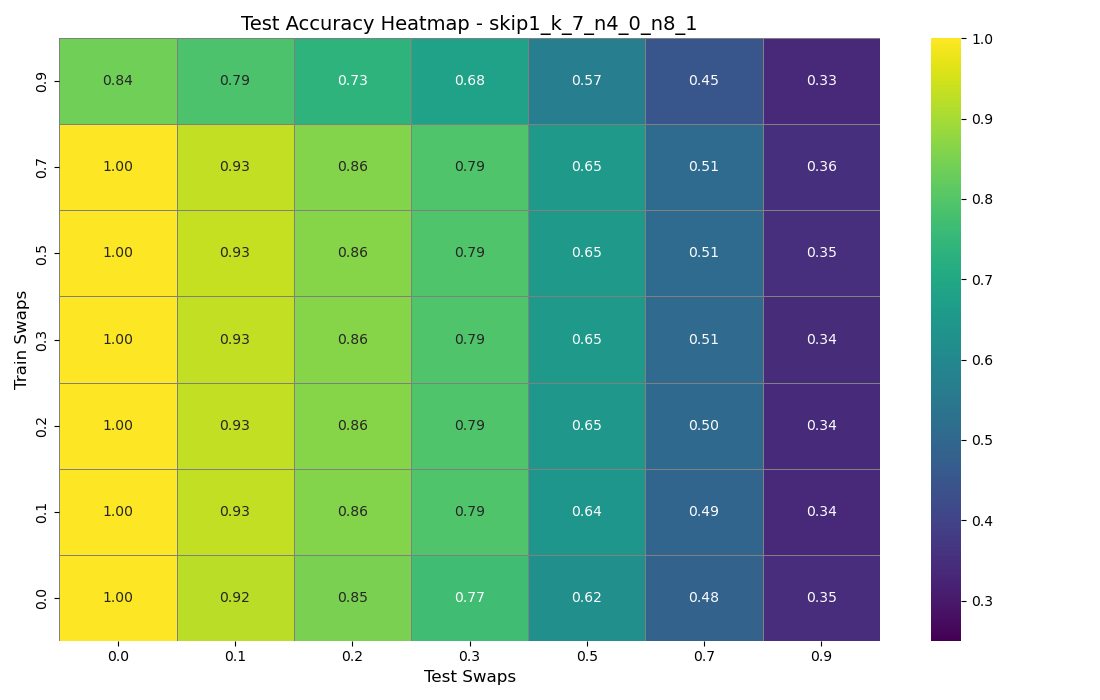 Test Accuracy Heatmap - skip1_k_7_n4_0_n8_1
Train Swaps
0.9 0.84 0.79 0.73 0.68 0.57 0.45 0.33
0.7 1.00 0.93 0.86 0.79 0.65 0.51 0.36
0.5 1.00 0.93 0.86 0.79 0.65 0.51 0.35
0.3 1.00 0.93 0.86 0.79 0.65 0.51 0.34
0.2 1.00 0.93 0.86 0.79 0.65 0.50 0.34
0.1 1.00 0.93 0.86 0.79 0.64 0.49 0.34
0.0 1.00 0.92 0.85 0.77 0.62 0.48 0.35
0.0 0.1 0.2 0.3 0.5 0.7 0.9
Test Swaps
1.0
0.9
0.8
0.7
0.6
0.5
0.4
0.3